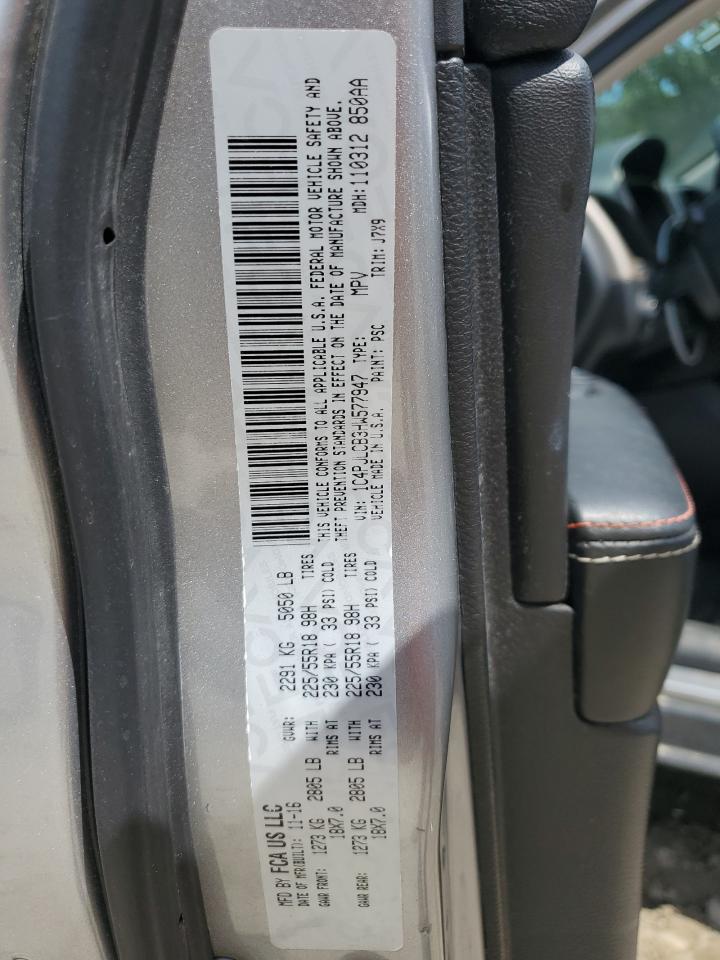 MFD BY FCA US LLC
DATE OF MFR(BUILT): 11-16 GVWR: 2291 KG 5050 LB
GAWR FRONT: 1273 KG 2805 LB WITH 225/55R18 98H TIRES
18X7.0 RIMS AT 230 KPA ( 33 PSI) COLD
GAWR REAR: 1273 KG 2805 LB WITH 225/55R18 98H TIRES
18X7.0 RIMS AT 230 KPA ( 33 PSI) COLD
THIS VEHICLE CONFORMS TO ALL APPLICABLE U.S.A. FEDERAL MOTOR VEHICLE SAFETY AND
THEFT PREVENTION STANDARDS IN EFFECT ON THE DATE OF MANUFACTURE SHOWN ABOVE.
VIN: 1C4PJLCB3HW577947 TYPE: MPV MDH: 110312 850AA
VEHICLE MADE IN U.S.A. PAINT: PSC TRIM: J7X9